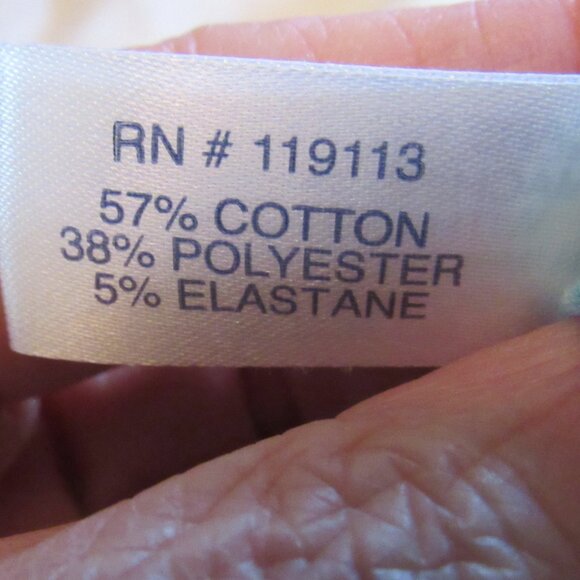 RN # 119113
57% COTTON
38% POLYESTER
5% ELASTANE